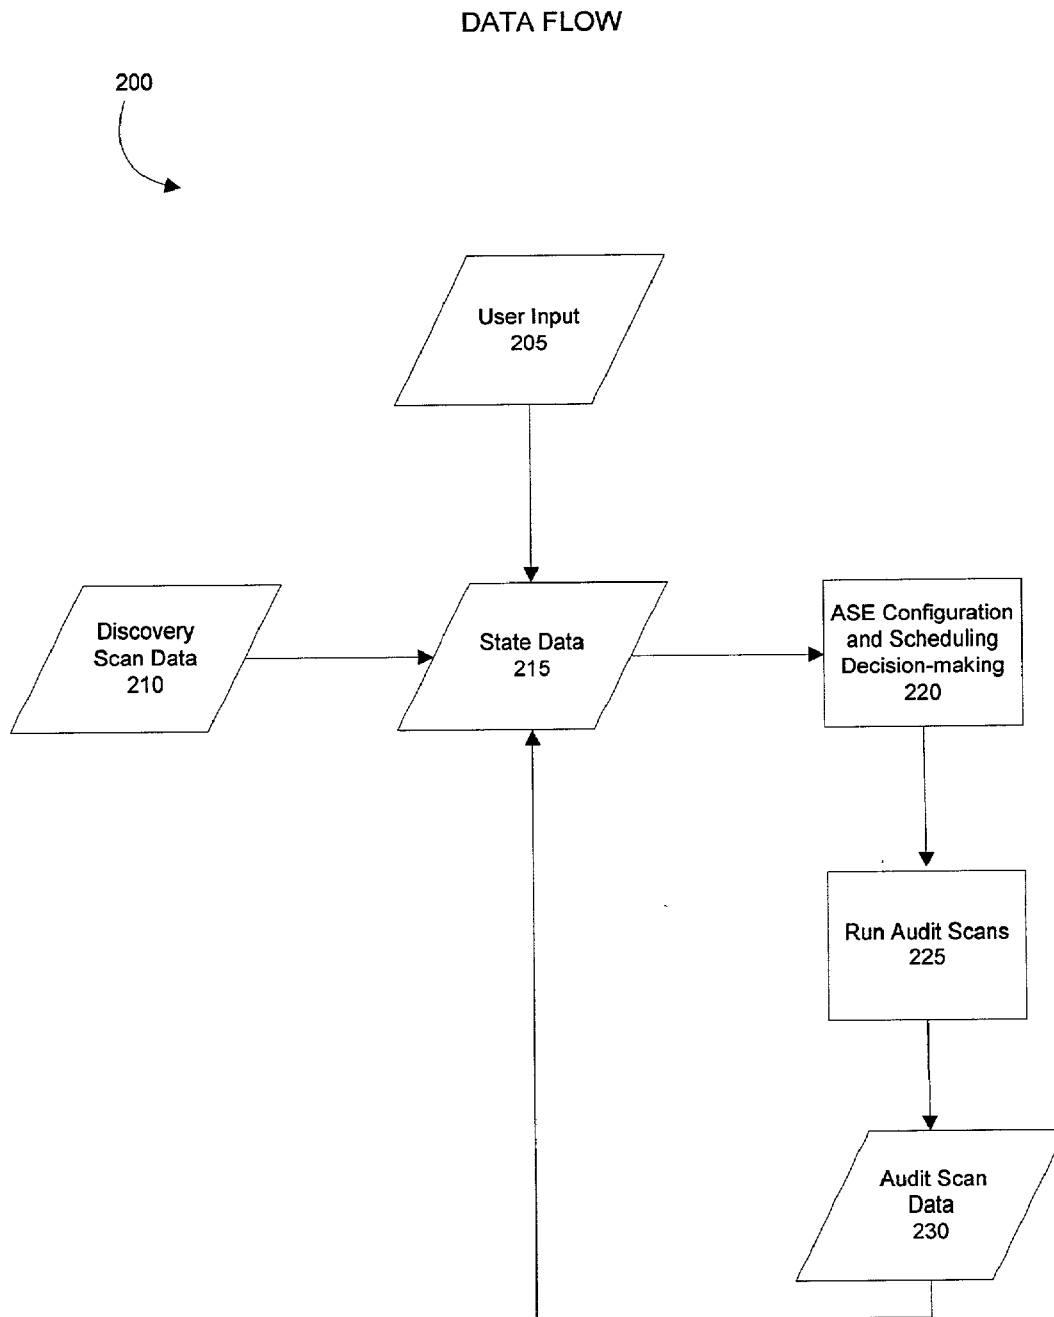 DATA FLOW
200
User Input
205
Discovery
Scan Data
210
State Data
215
ASE Configuration
and Scheduling
Decision-making
220
Run Audit Scans
225
Audit Scan
Data
230